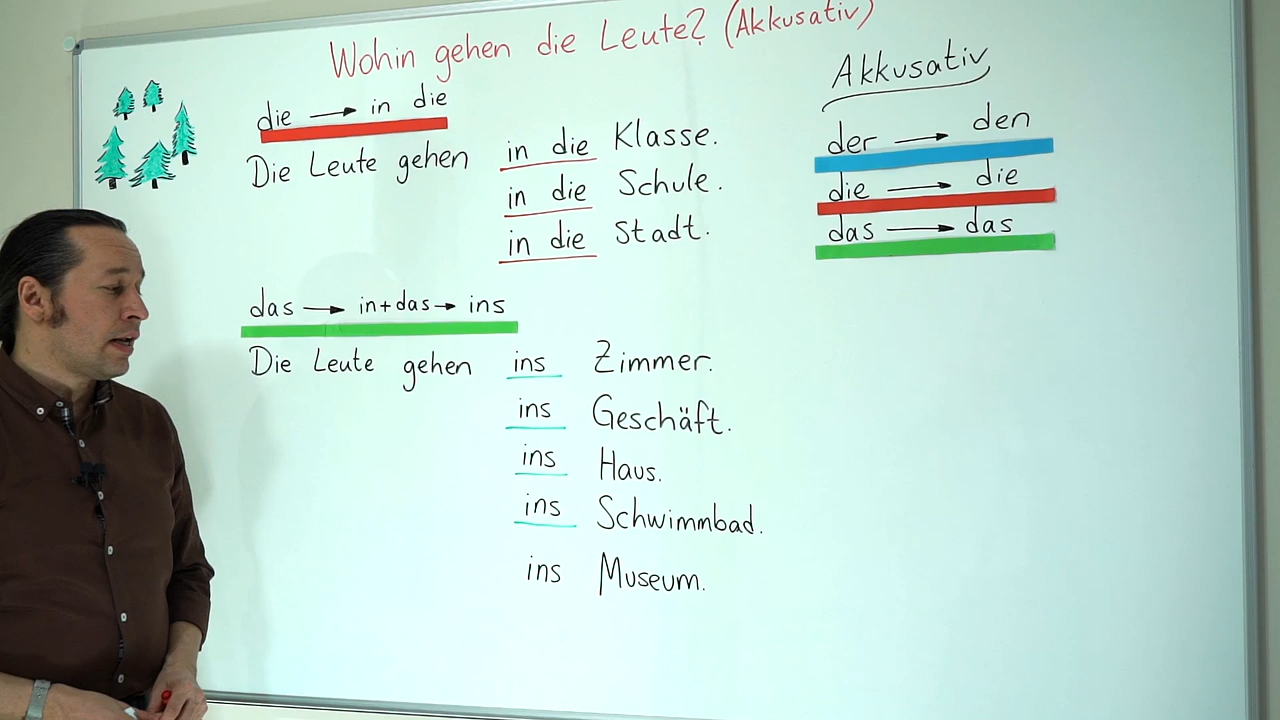 Wohin gehen die Leute? (Akkusativ)
die → in die
Die Leute gehen in die Klasse.
in die Schule.
in die Stadt.
das → in+das → ins
Die Leute gehen ins Zimmer.
ins Geschäft.
ins Haus.
ins Schwimmbad.
ins Museum.
Akkusativ
der → den
die → die
das → das